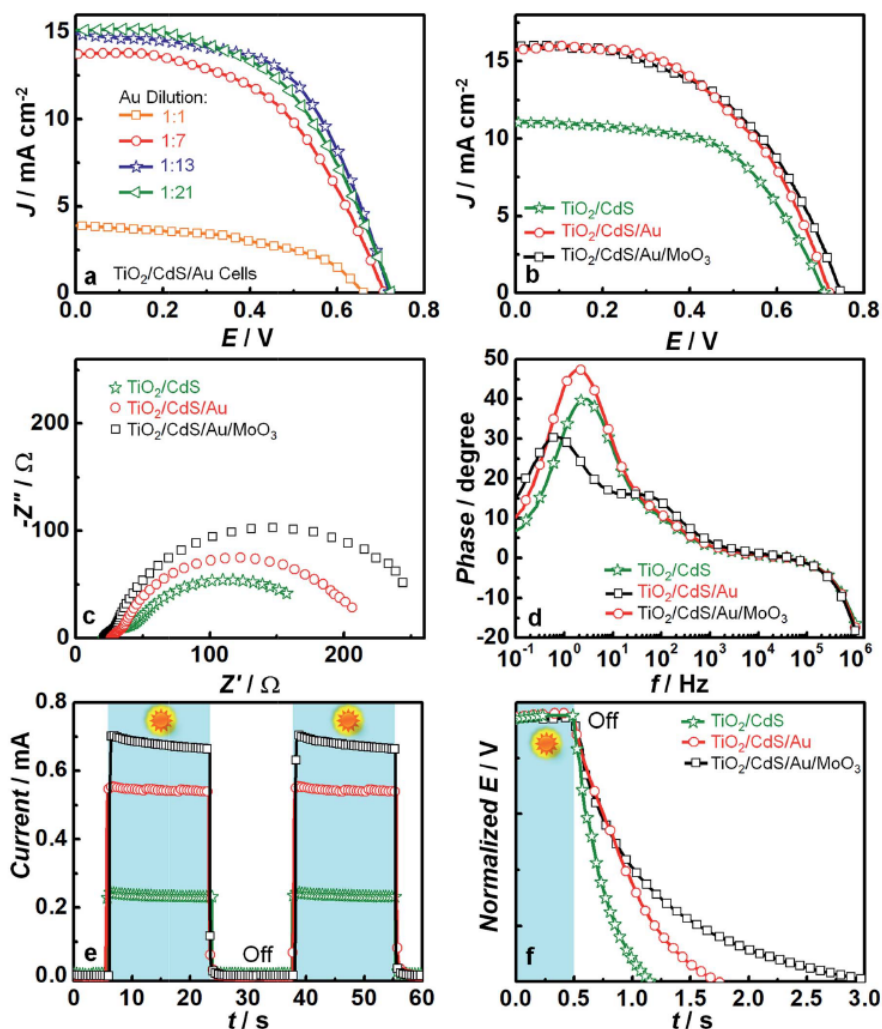 15
10
5
0
J / mA cm⁻²
Au Dilution:
1:1
1:7
1:13
1:21
a
TiO₂/CdS/Au Cells
0.0
0.2
0.4
0.6
0.8
E / V
15
10
5
0
J / mA cm⁻²
TiO₂/CdS
TiO₂/CdS/Au
TiO₂/CdS/Au/MoO₃
b
0.0
0.2
0.4
0.6
0.8
E / V
200
100
0
-Z″ / Ω
TiO₂/CdS
TiO₂/CdS/Au
TiO₂/CdS/Au/MoO₃
c
0
100
200
Z′ / Ω
50
40
30
20
10
0
-10
-20
Phase / degree
TiO₂/CdS
TiO₂/CdS/Au
TiO₂/CdS/Au/MoO₃
d
10⁻¹
10⁰
10¹
10²
10³
10⁴
10⁵
10⁶
f / Hz
0.8
0.6
0.4
0.2
0.0
Current / mA
e
Off
0
10
20
30
40
50
60
t / s
Normalized E / V
Off
TiO₂/CdS
TiO₂/CdS/Au
TiO₂/CdS/Au/MoO₃
f
0.0
0.5
1.0
1.5
2.0
2.5
3.0
t / s